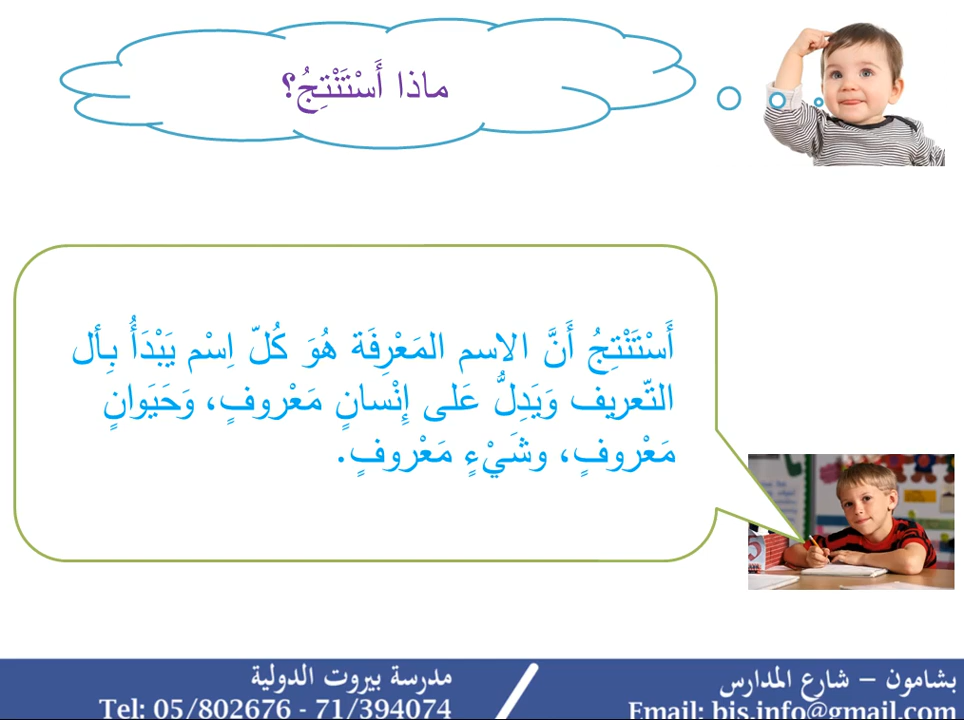 ماذا أَسْتَنْتِجُ؟
أَسْتَنْتِجُ أَنَّ الاسم المَعْرِفَة هُوَ كُلّ اِسْم يَبْدَأُ بِأل
التّعريف وَيَدِلُّ عَلى إِنْسانٍ مَعْروفٍ، وَحَيَوانٍ
مَعْروفٍ، وشَيْءٍ مَعْروفٍ.
بشامون – شارع المدارس
Email: bis.info@gmail.com
مدرسة بيروت الدولية
Tel: 05/802676 - 71/394074